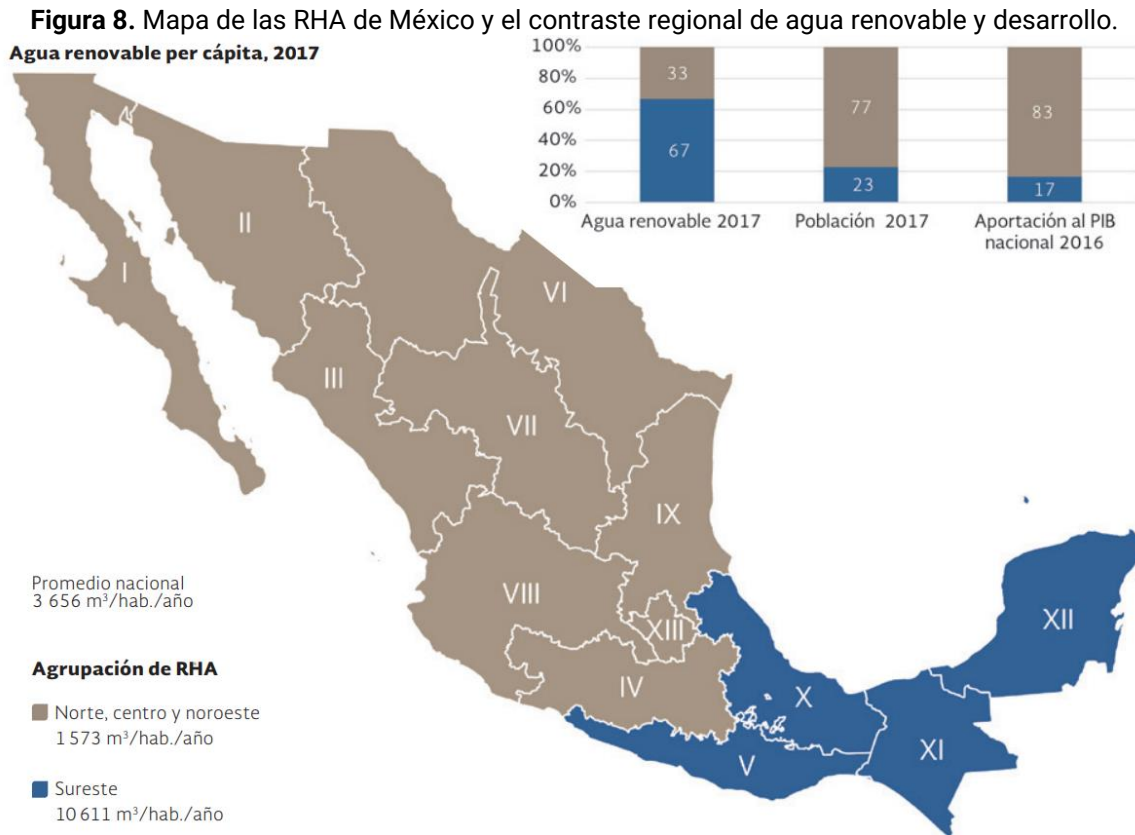 Figura 8. Mapa de las RHA de México y el contraste regional de agua renovable y desarrollo.
Agua renovable per cápita, 2017
100%
80%
60%
40%
20%
0%
33
67
77
23
83
17
Agua renovable 2017
Población 2017
Aportación al PIB
nacional 2016
I
II
III
VI
VII
IX
VIII
XIII
IV
X
V
XI
XII
Promedio nacional
3 656 m³/hab./año
Agrupación de RHA
Norte, centro y noroeste
1 573 m³/hab./año
Sureste
10 611 m³/hab./año